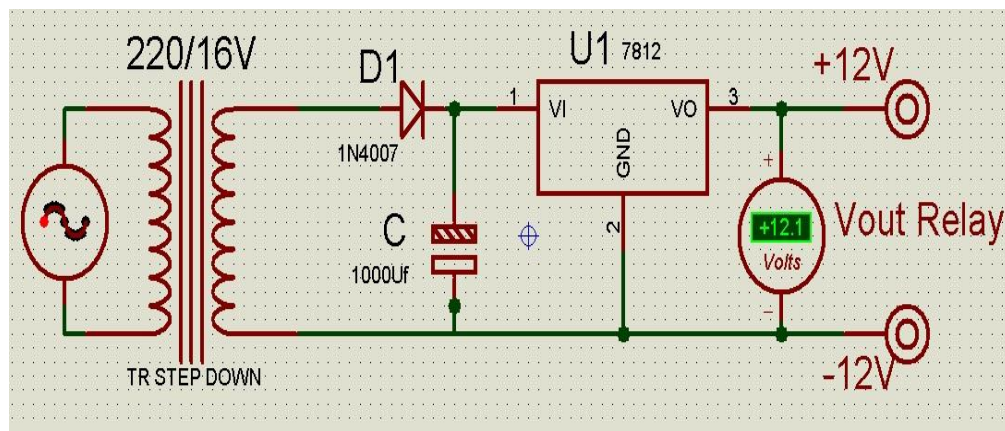 220/16V
D1
1N4007
U1 7812
1
VI
VO
3
GND
2
+12V
C
1000Uf
+
+12.1
Volts
-
Vout Relay
TR STEP DOWN
-12V